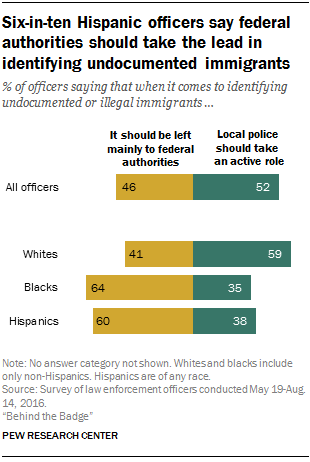 Six-in-ten Hispanic officers say federal
authorities should take the lead in
identifying undocumented immigrants
% of officers saying that when it comes to identifying
undocumented or illegal immigrants ...
It should be left
mainly to federal
authorities
Local police
should take
an active role
All officers 46 52
Whites 41 59
Blacks 64 35
Hispanics 60 38
Note: No answer category not shown. Whites and blacks include
only non-Hispanics. Hispanics are of any race.
Source: Survey of law enforcement officers conducted May 19-Aug.
14, 2016.
“Behind the Badge”
PEW RESEARCH CENTER